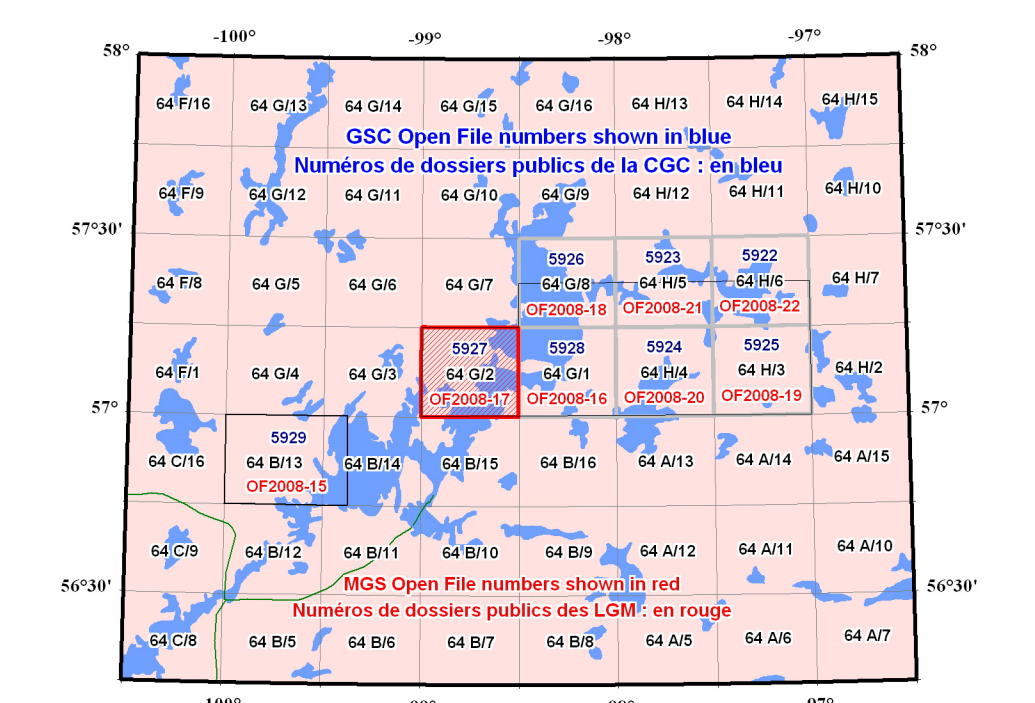 -100° -99° -98° -97°
58° 58°
64 F/16 64 G/13 64 G/14 64 G/15 64 G/16 64 H/13 64 H/14 64 H/15
GSC Open File numbers shown in blue
Numéros de dossiers publics de la CGC : en bleu
64 F/9 64 G/12 64 G/11 64 G/10 64 G/9 64 H/12 64 H/11 64 H/10
57°30' 57°30'
5926 5923 5922
64 F/8 64 G/5 64 G/6 64 G/7 64 G/8 64 H/5 64 H/6 64 H/7
OF2008-18 OF2008-21 OF2008-22
5927 5928 5924 5925
64 F/1 64 G/4 64 G/3 64 G/2 64 G/1 64 H/4 64 H/3 64 H/2
OF2008-17 OF2008-16 OF2008-20 OF2008-19
57° 57°
5929
64 C/16 64 B/13 64 B/14 64 B/15 64 B/16 64 A/13 64 A/14 64 A/15
OF2008-15
64 C/9 64 B/12 64 B/11 64 B/10 64 B/9 64 A/12 64 A/11 64 A/10
56°30' 56°30'
MGS Open File numbers shown in red
Numéros de dossiers publics des LGM : en rouge
64 C/8 64 B/5 64 B/6 64 B/7 64 B/8 64 A/5 64 A/6 64 A/7